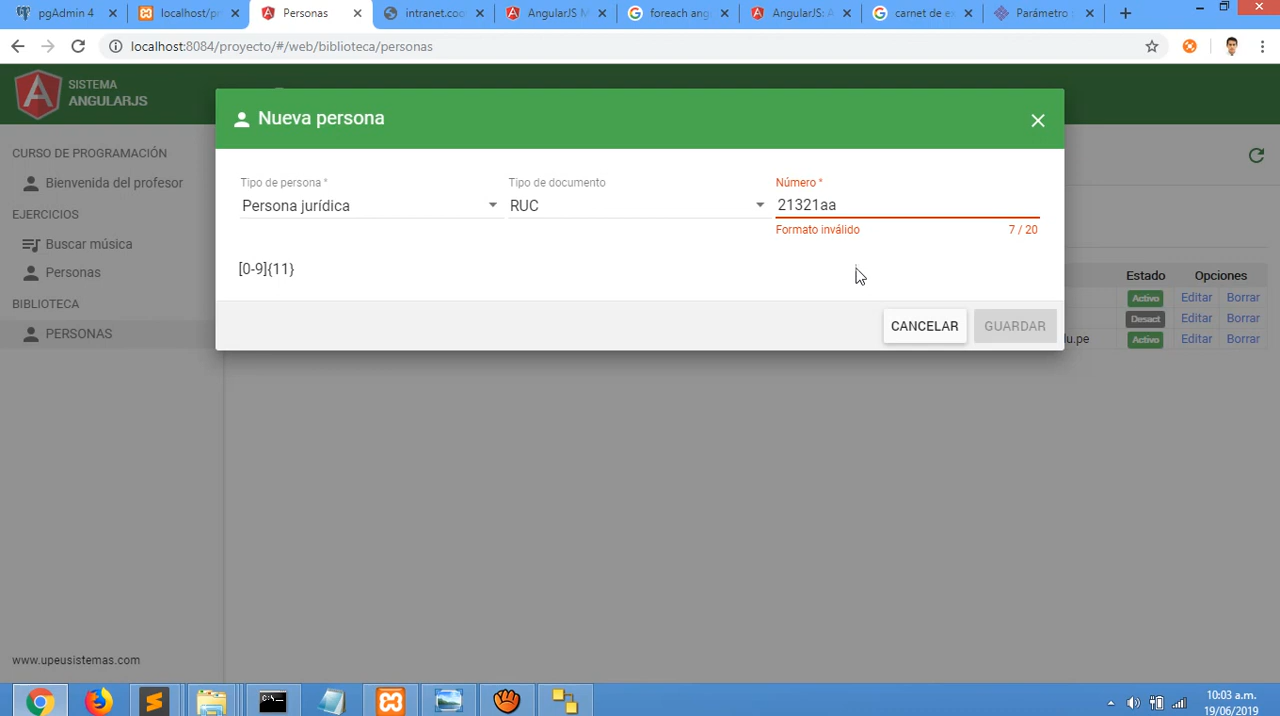 pgAdmin 4
localhost/pr
Personas
intranet.coo
AngularJS M
foreach ang
AngularJS: A
carnet de e
Parámetro
localhost:8084/proyecto/#/web/biblioteca/personas
SISTEMA
ANGULARJS
Nueva persona
CURSO DE PROGRAMACIÓN
Bienvenida del profesor
EJERCICIOS
Buscar música
Personas
BIBLIOTECA
PERSONAS
Tipo de persona *
Tipo de documento
Número *
Persona jurídica
RUC
21321aa
Formato inválido
7 / 20
[0-9]{11}
CANCELAR
GUARDAR
Estado
Opciones
Activo
Editar
Borrar
Desact
Editar
Borrar
du.pe
Activo
Editar
Borrar
www.upeusistemas.com
10:03 a.m.
19/06/2019